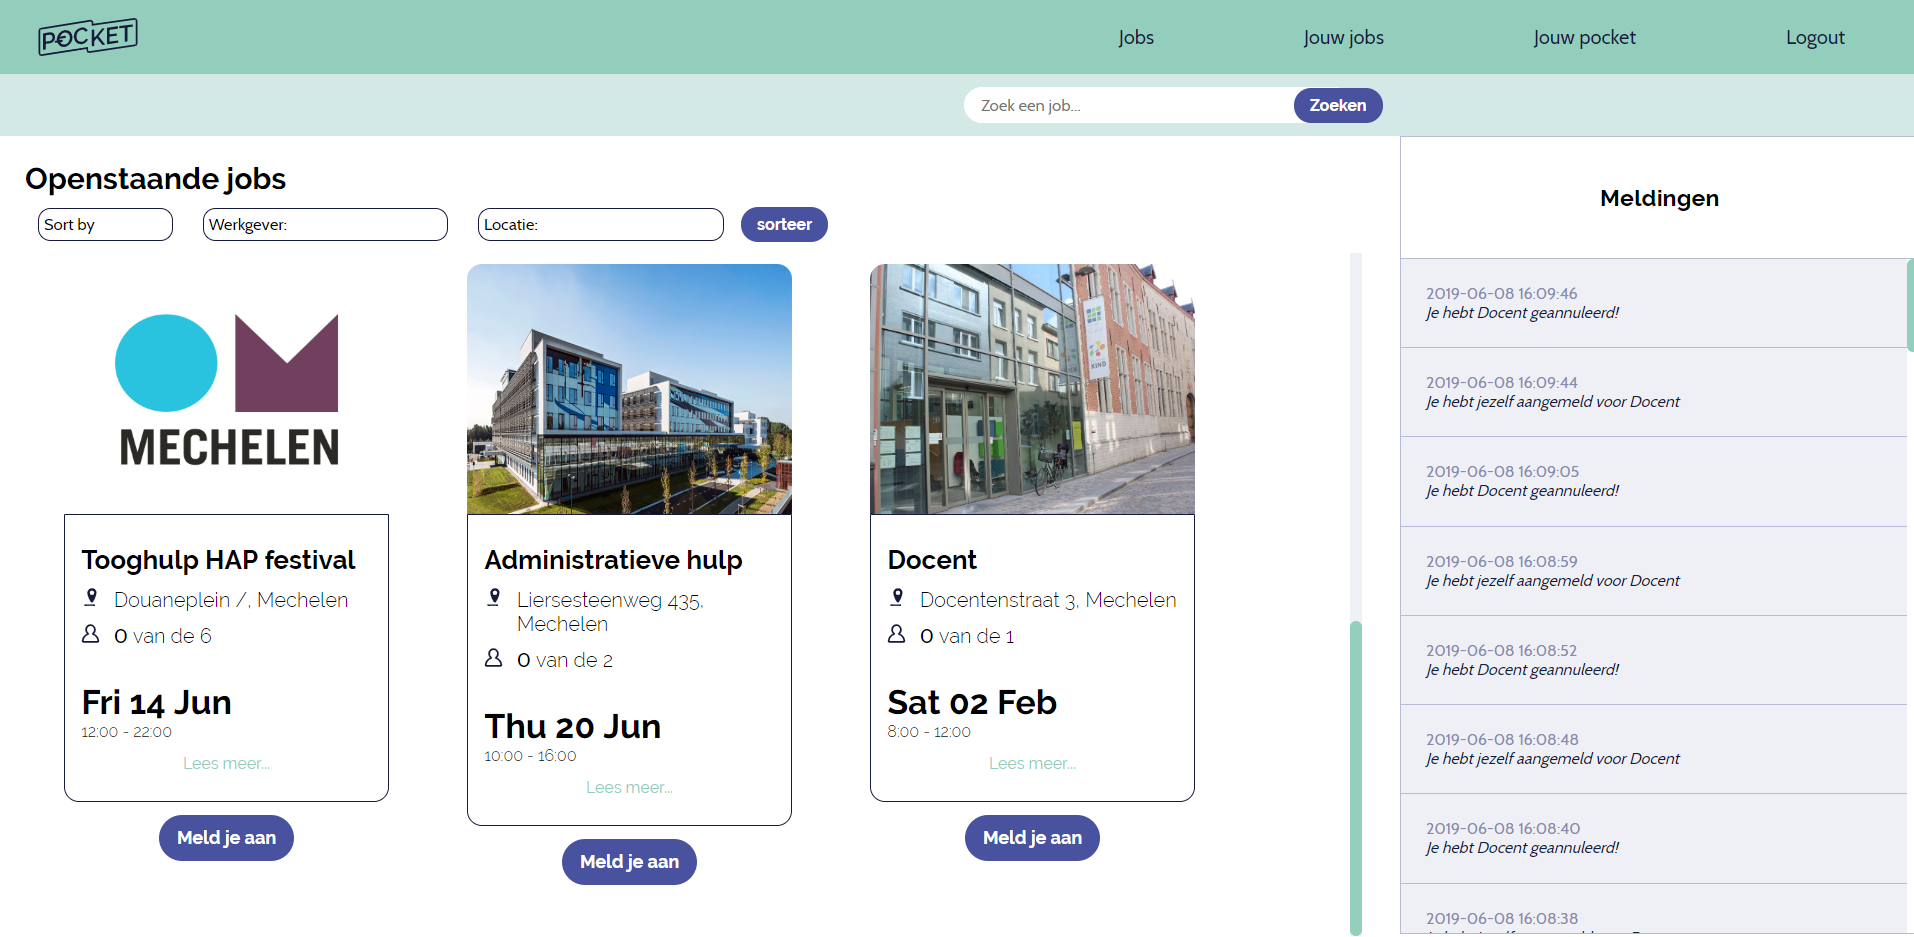 POCKET
Jobs
Jouw jobs
Jouw pocket
Logout
Zoek een job...
Zoeken
Openstaande jobs
Sort by
Werkgever:
Locatie:
sorteer
MECHELEN
Tooghulp HAP festival
Douaneplein /, Mechelen
0 van de 6
Fri 14 Jun
12:00 - 22:00
Lees meer...
Meld je aan
Administratieve hulp
Liersesteenweg 435,
Mechelen
0 van de 2
Thu 20 Jun
10:00 - 16:00
Lees meer...
Meld je aan
KIND
Docent
Docentenstraat 3, Mechelen
0 van de 1
Sat 02 Feb
8:00 - 12:00
Lees meer...
Meld je aan
Meldingen
2019-06-08 16:09:46
Je hebt Docent geannuleerd!
2019-06-08 16:09:44
Je hebt jezelf aangemeld voor Docent
2019-06-08 16:09:05
Je hebt Docent geannuleerd!
2019-06-08 16:08:59
Je hebt jezelf aangemeld voor Docent
2019-06-08 16:08:52
Je hebt Docent geannuleerd!
2019-06-08 16:08:48
Je hebt jezelf aangemeld voor Docent
2019-06-08 16:08:40
Je hebt Docent geannuleerd!
2019-06-08 16:08:38